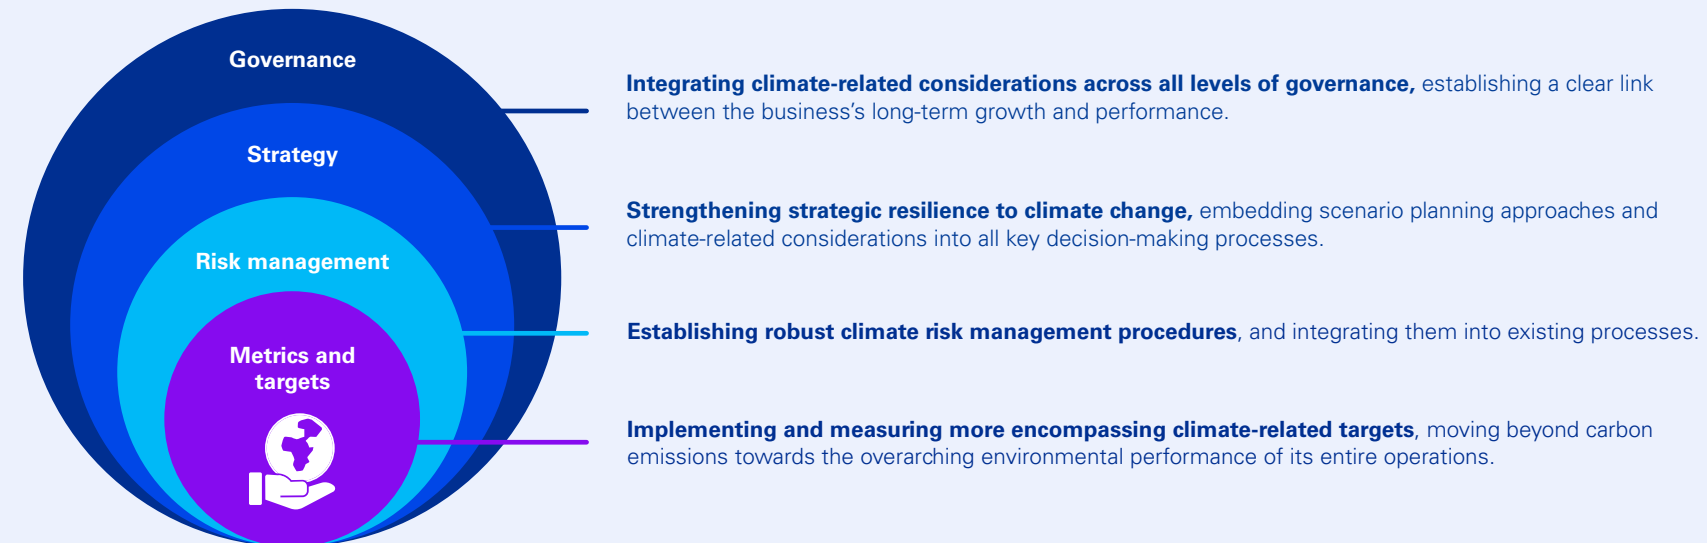 Governance
Integrating climate-related considerations across all levels of governance, establishing a clear link
between the business's long-term growth and performance.
Strategy
Strengthening strategic resilience to climate change, embedding scenario planning approaches and
climate-related considerations into all key decision-making processes.
Risk management
Establishing robust climate risk management procedures, and integrating them into existing processes.
Metrics and
targets
Implementing and measuring more encompassing climate-related targets, moving beyond carbon
emissions towards the overarching environmental performance of its entire operations.